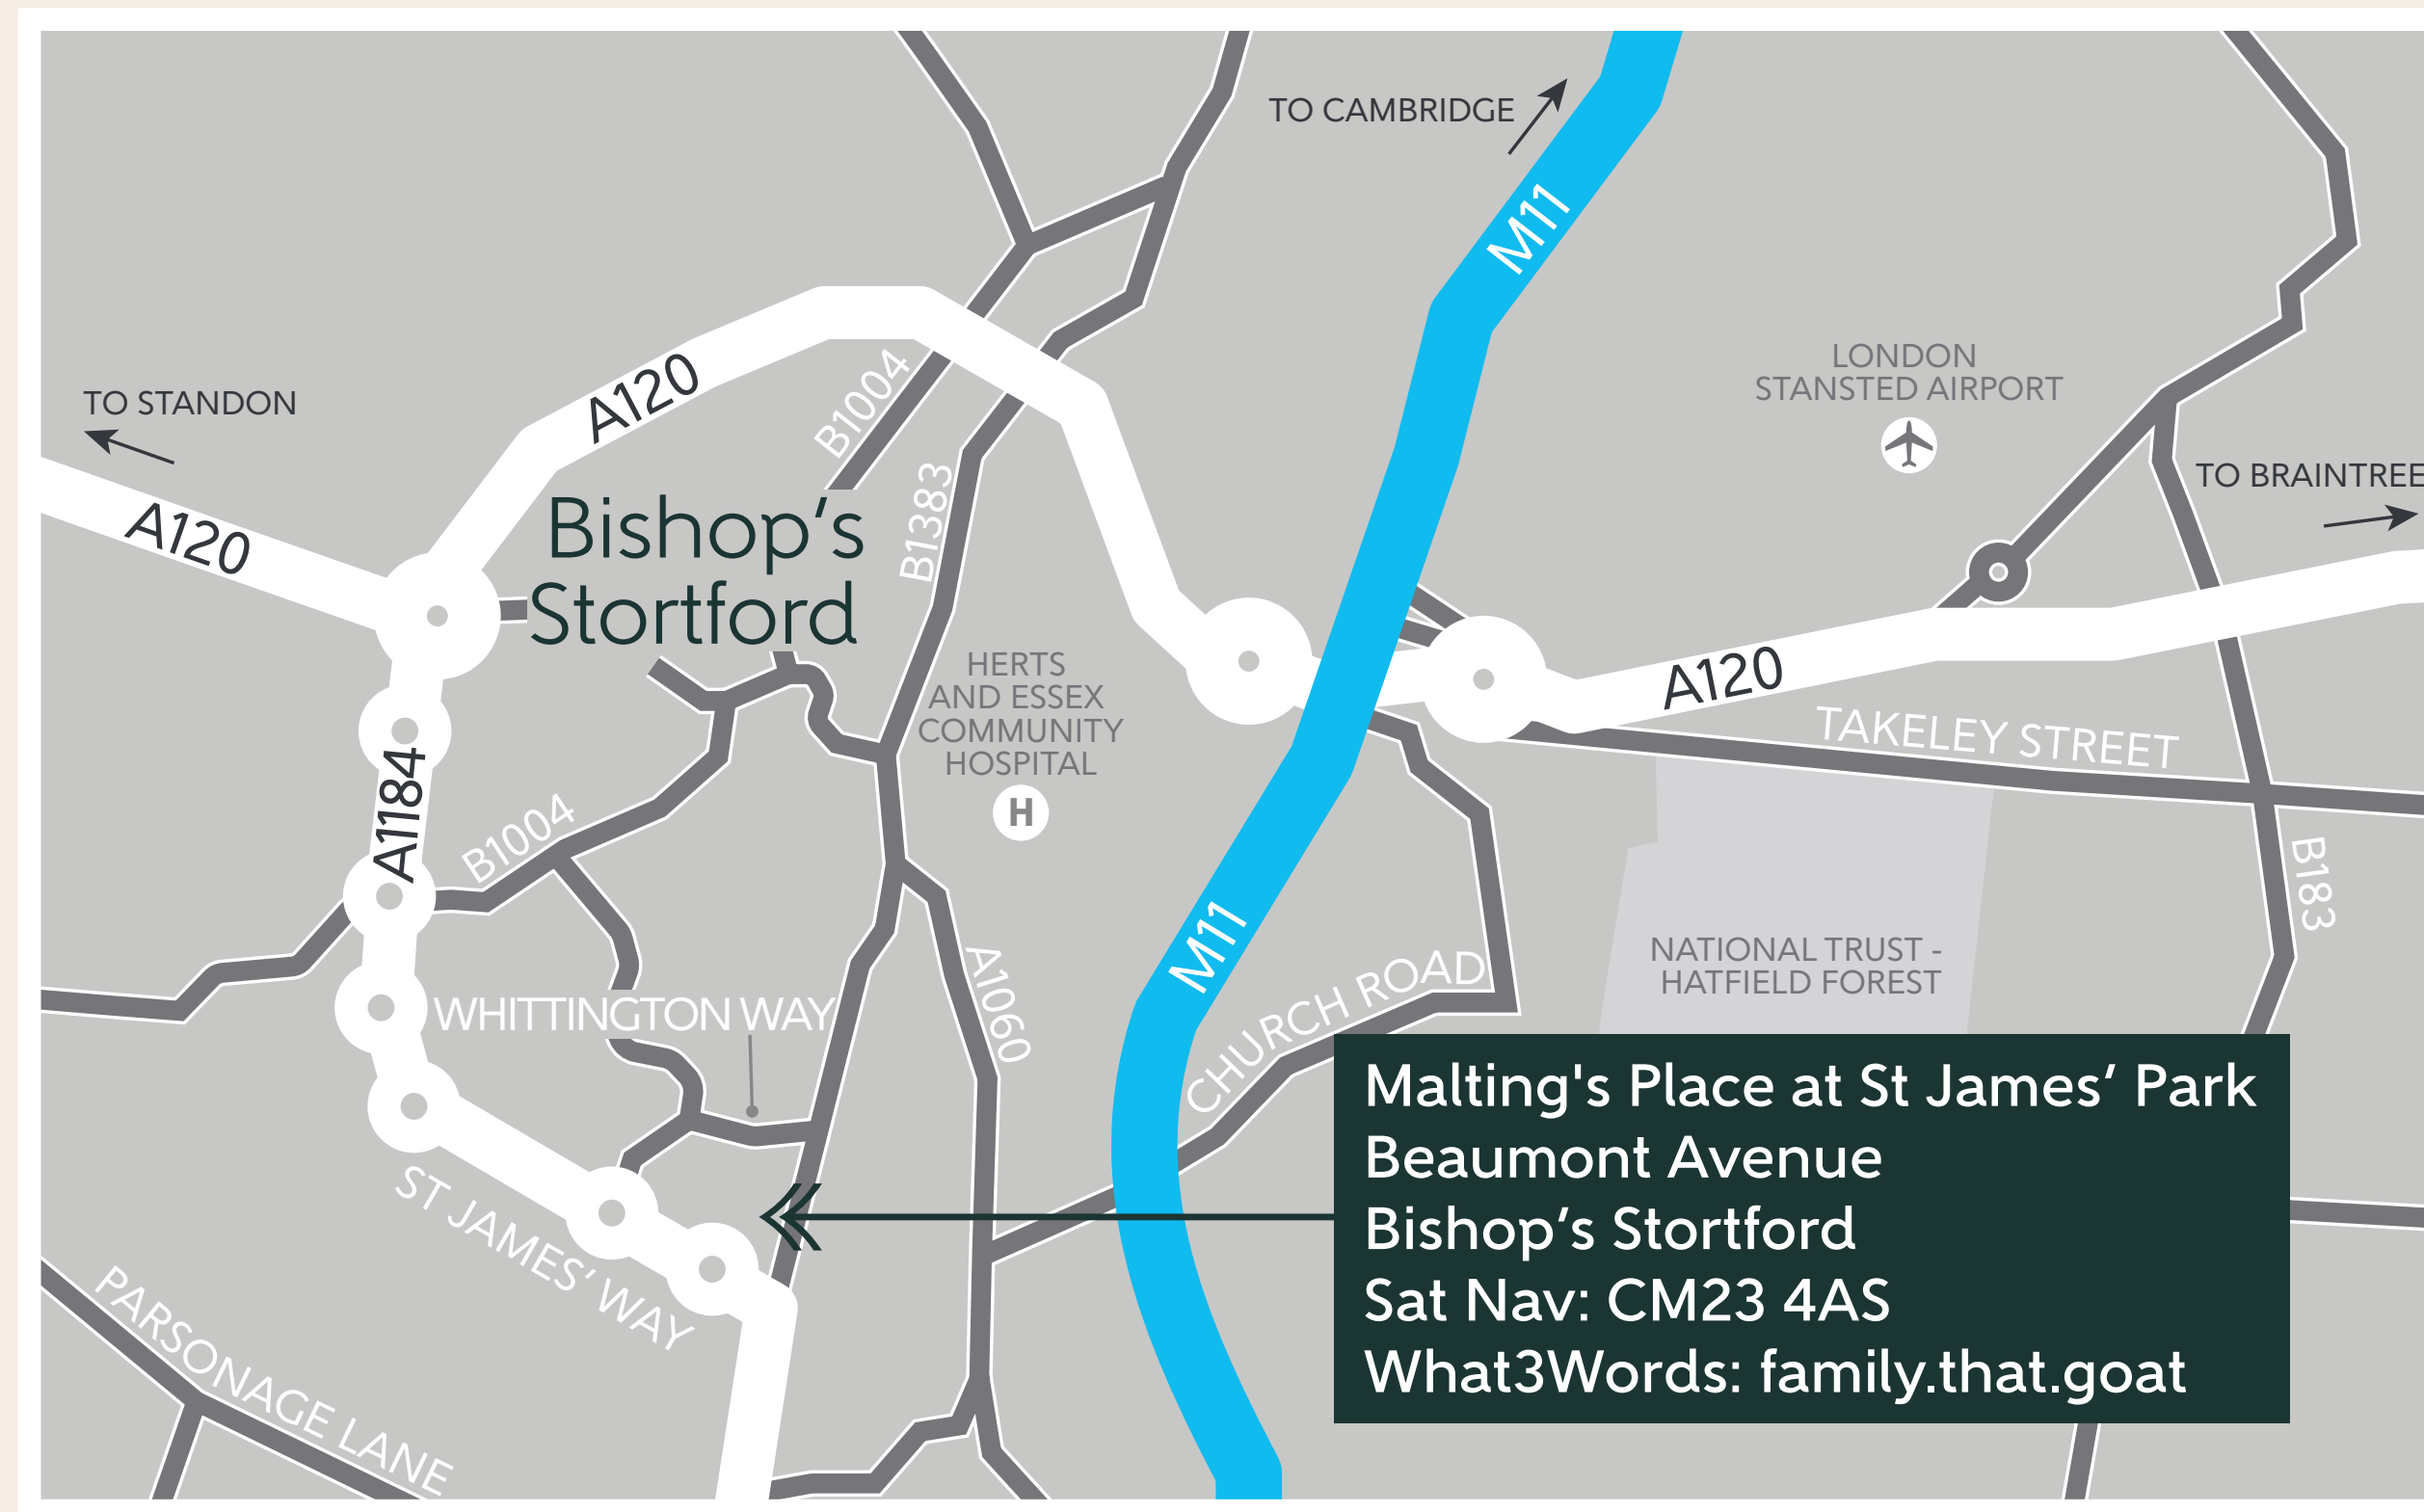 TO CAMBRIDGE
M11
LONDON
STANSTED AIRPORT
TO STANDON
A120
B1004
TO BRAINTREE
A120
Bishop‘s
Stortford
B1383
HERTS
AND ESSEX
COMMUNITY
HOSPITAL
H
A120
TAKELEY STREET
A1184
B1004
B183
M11
NATIONAL TRUST -
HATFIELD FOREST
A1060
CHURCH ROAD
WHITTINGTON WAY
ST JAMES’ WAY
PARSONAGE LANE
Malting's Place at St James’ Park
Beaumont Avenue
Bishop‘s Stortford
Sat Nav: CM23 4AS
What3Words: family.that.goat